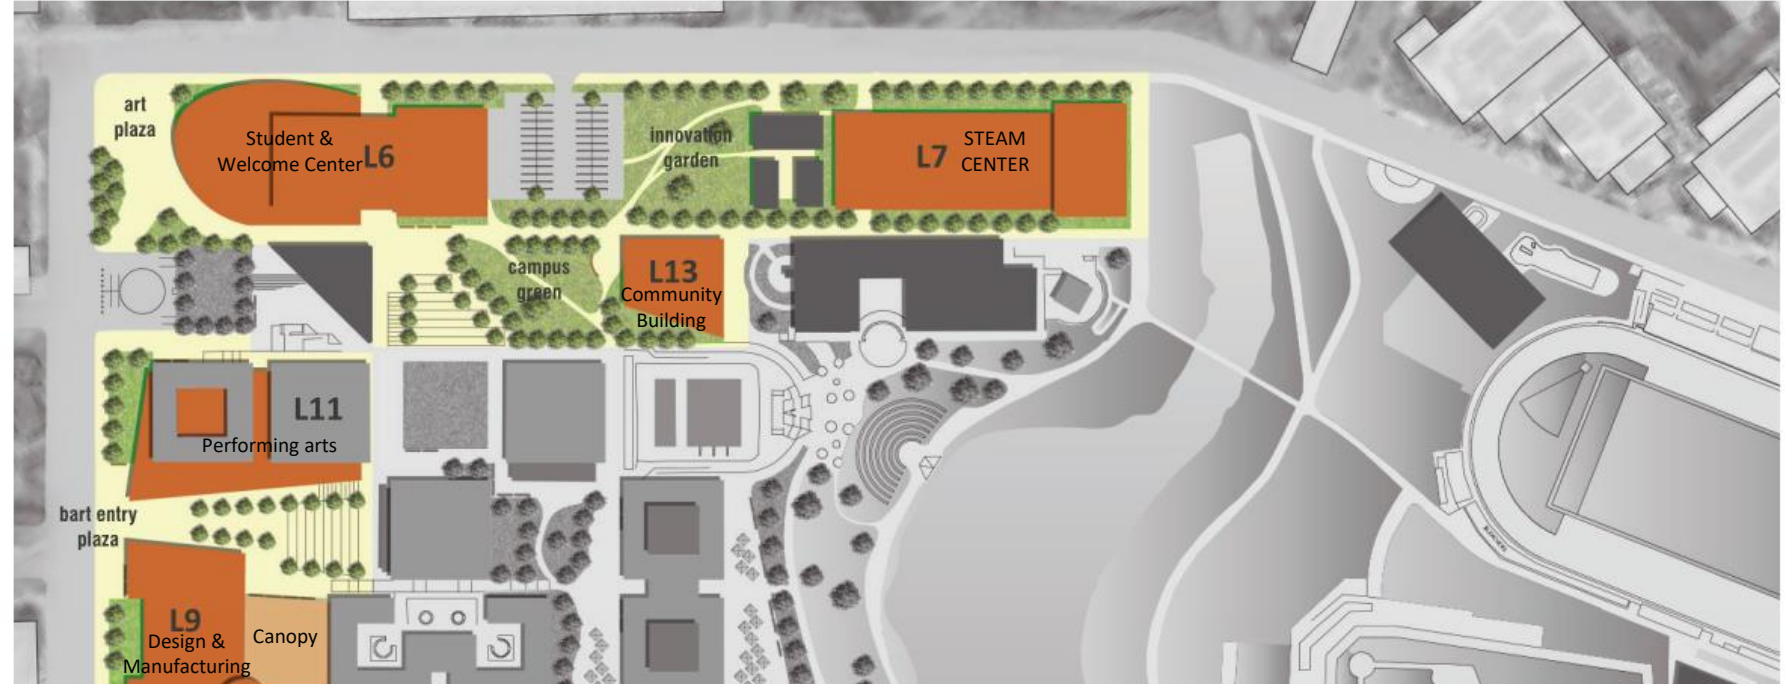 art
plaza
Student &
Welcome Center
L6
innovation
garden
L7
STEAM
CENTER
campus
green
L13
Community
Building
L11
Performing arts
bart entry
plaza
L9
Design &
Manufacturing
Canopy
BLEACHERS